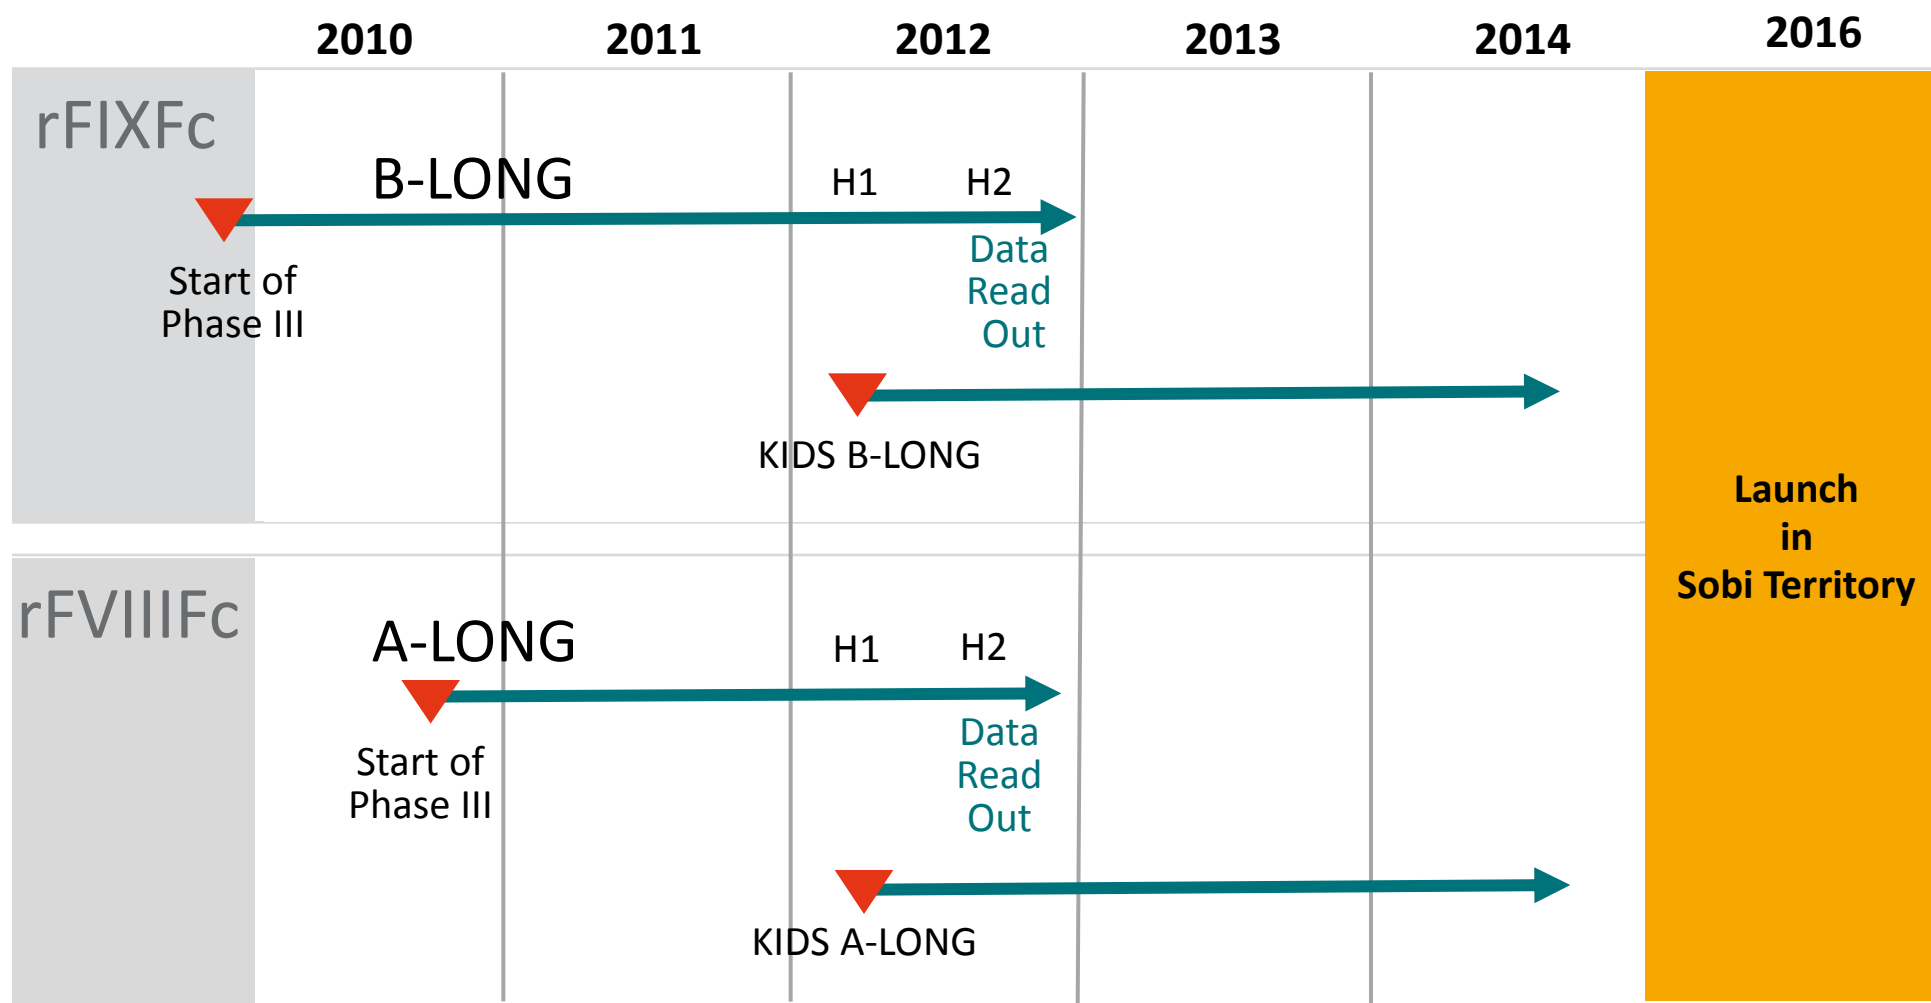 2010 2011 2012 2013 2014 2016
rFIXFc
B-LONG H1 H2
Data
Read
Out
Start of
Phase III
KIDS B-LONG
Launch
in
Sobi Territory
rFVIIIFc
A-LONG H1 H2
Data
Read
Out
Start of
Phase III
KIDS A-LONG